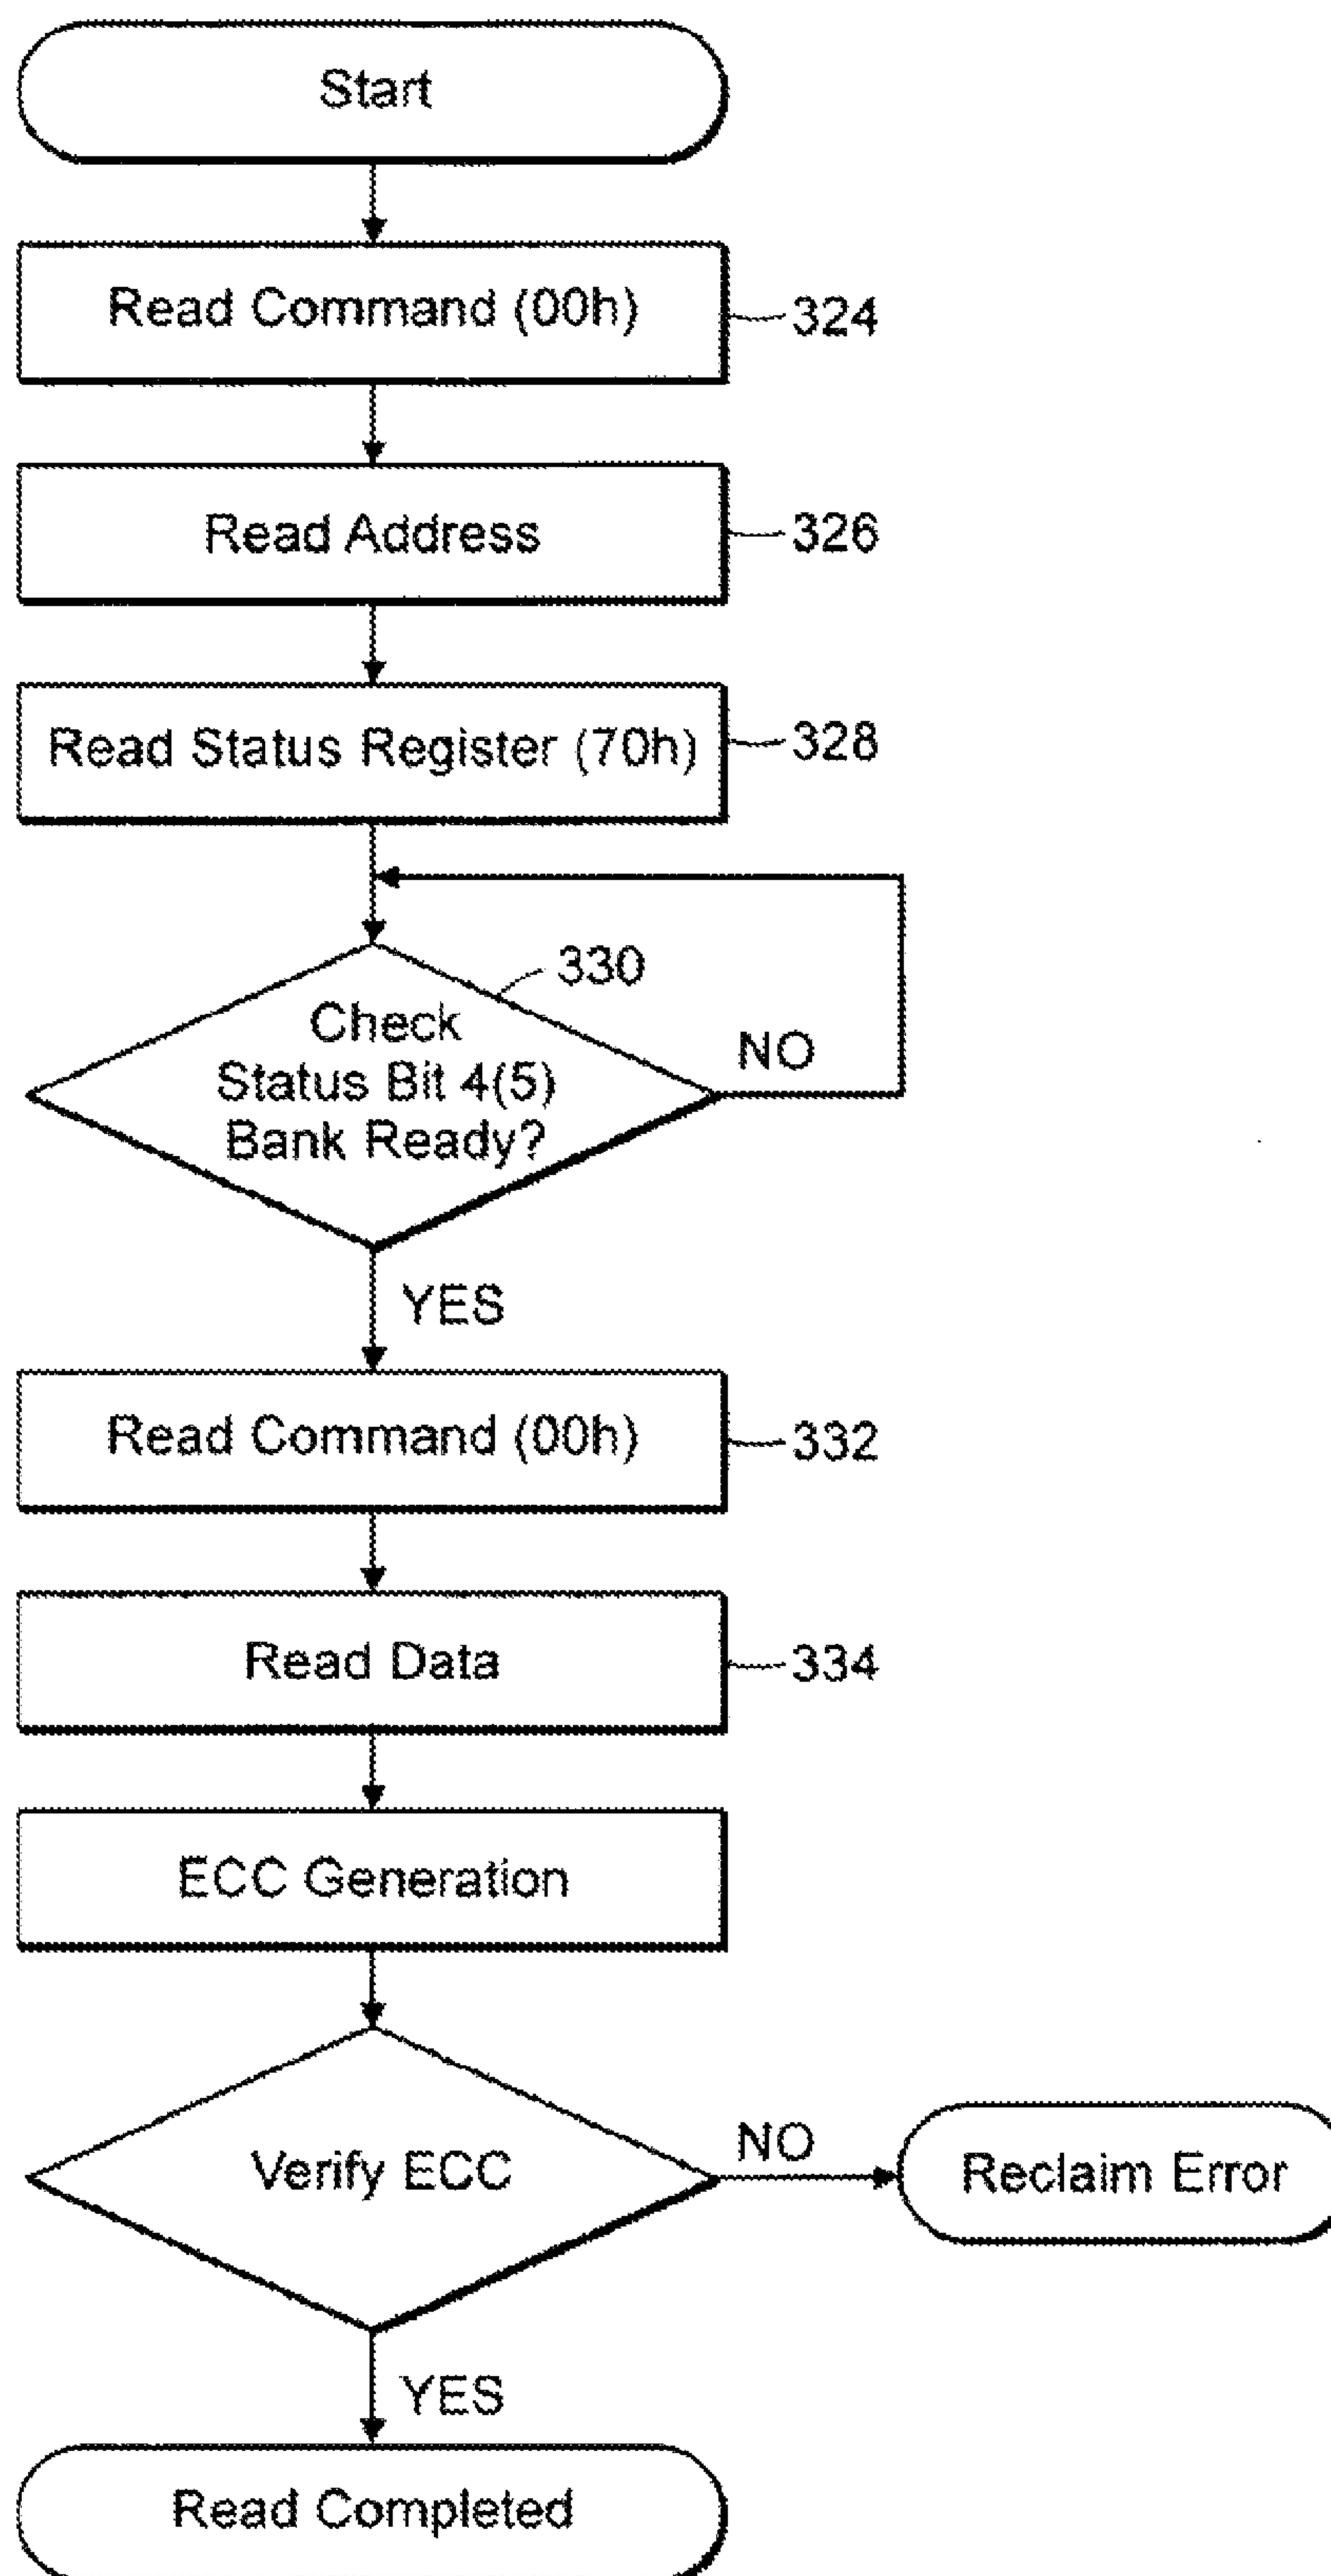 Start
Read Command (00h)
324
Read Address
326
Read Status Register (70h)
328
330
Check
Status Bit 4(5)
Bank Ready?
NO
YES
Read Command (00h)
332
Read Data
334
ECC Generation
Verify ECC
NO
Reclaim Error
YES
Read Completed